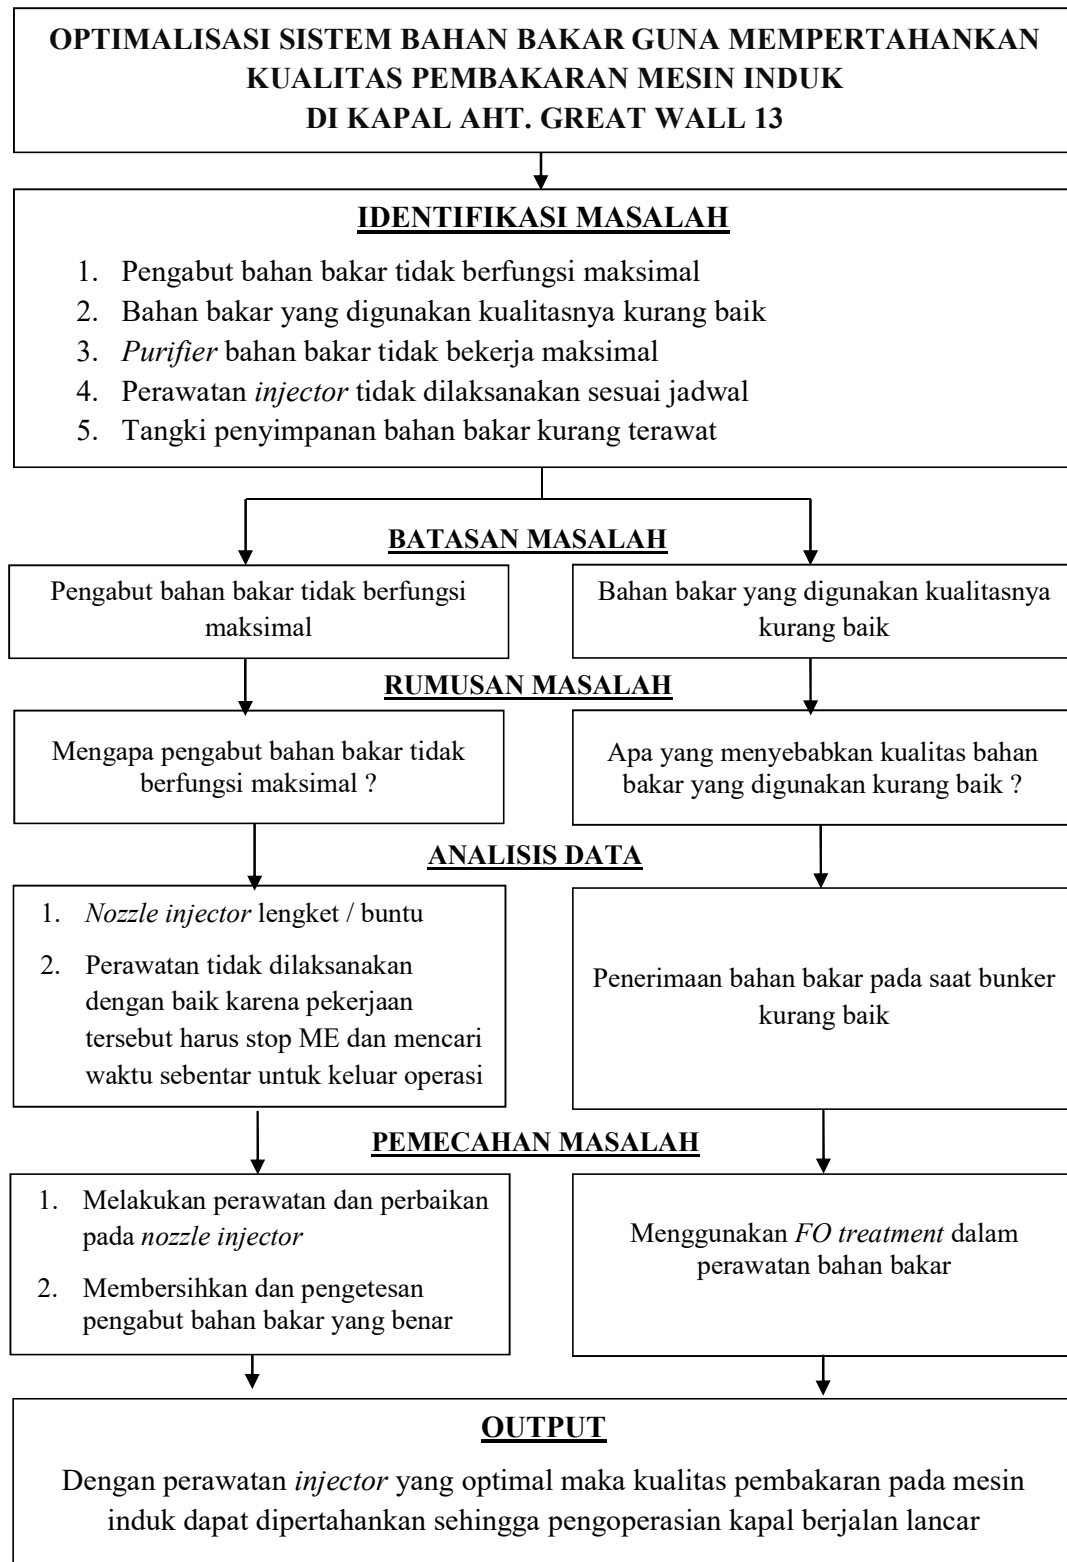 OPTIMALISASI SISTEM BAHAN BAKAR GUNA MEMPERTAHANKAN
KUALITAS PEMBAKARAN MESIN INDUK
DI KAPAL AHT. GREAT WALL 13
IDENTIFIKASI MASALAH
1. Pengabut bahan bakar tidak berfungsi maksimal
2. Bahan bakar yang digunakan kualitasnya kurang baik
3. Purifier bahan bakar tidak bekerja maksimal
4. Perawatan injector tidak dilaksanakan sesuai jadwal
5. Tangki penyimpanan bahan bakar kurang terawat
BATASAN MASALAH
Pengabut bahan bakar tidak berfungsi
maksimal
Bahan bakar yang digunakan kualitasnya
kurang baik
RUMUSAN MASALAH
Mengapa pengabut bahan bakar tidak
berfungsi maksimal ?
Apa yang menyebabkan kualitas bahan
bakar yang digunakan kurang baik ?
ANALISIS DATA
1. Nozzle injector lengket / buntu
2. Perawatan tidak dilaksanakan
dengan baik karena pekerjaan
tersebut harus stop ME dan mencari
waktu sebentar untuk keluar operasi
Penerimaan bahan bakar pada saat bunker
kurang baik
PEMECAHAN MASALAH
1. Melakukan perawatan dan perbaikan
pada nozzle injector
2. Membersihkan dan pengetesan
pengabut bahan bakar yang benar
Menggunakan FO treatment dalam
perawatan bahan bakar
OUTPUT
Dengan perawatan injector yang optimal maka kualitas pembakaran pada mesin
induk dapat dipertahankan sehingga pengoperasian kapal berjalan lancar